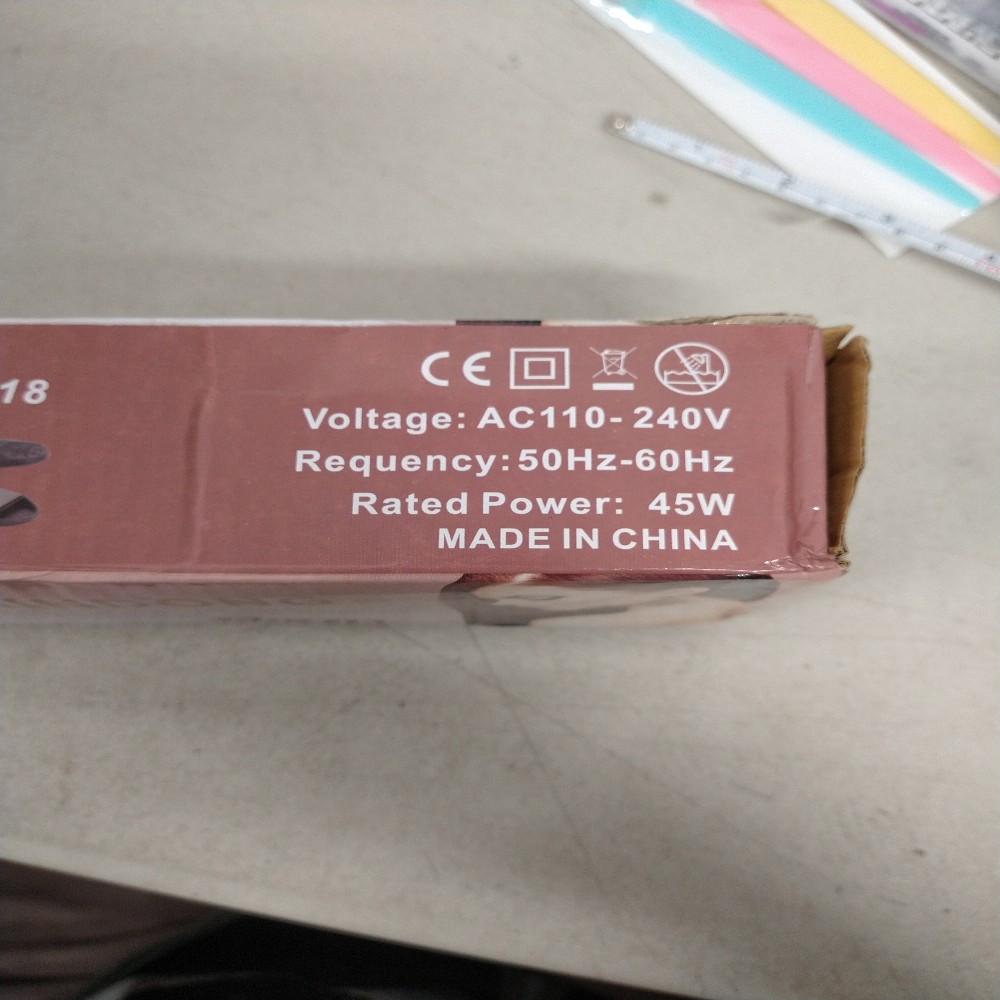 18
CE
Voltage: AC110- 240V
Requency: 50Hz-60Hz
Rated Power: 45W
MADE IN CHINA